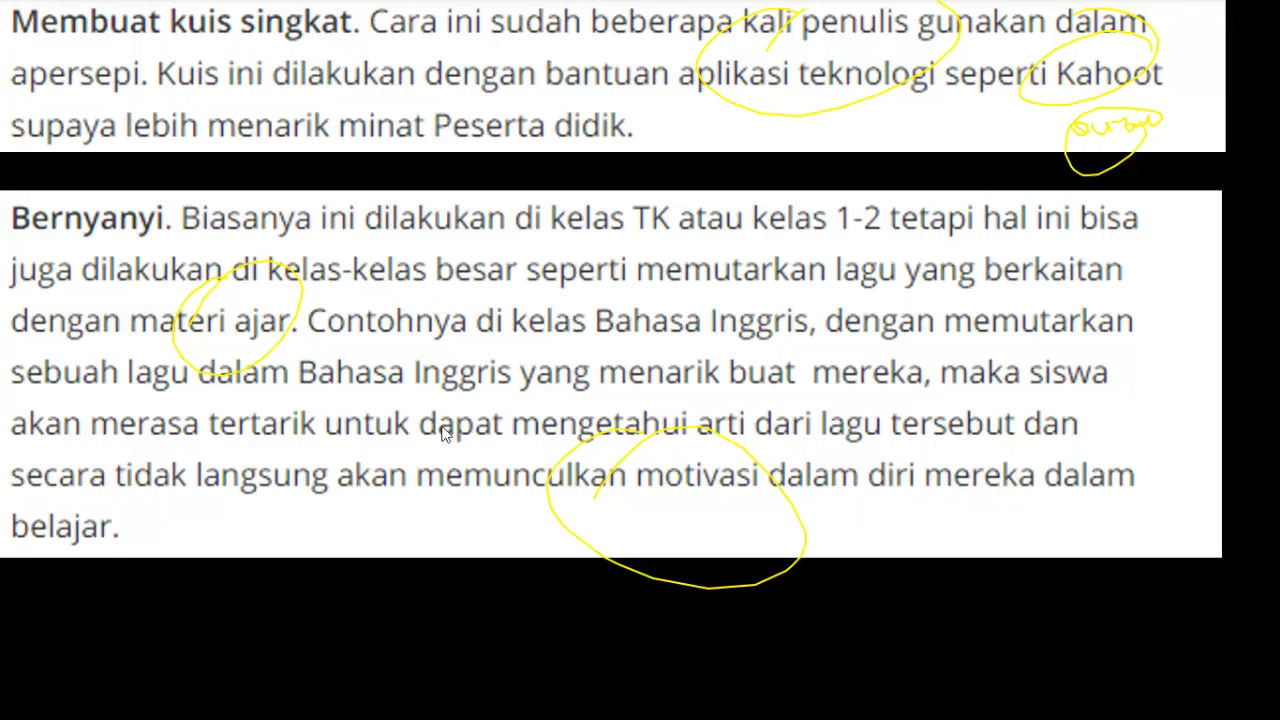 Membuat kuis singkat. Cara ini sudah beberapa kali penulis gunakan dalam
apersepi. Kuis ini dilakukan dengan bantuan aplikasi teknologi seperti Kahoot
supaya lebih menarik minat Peserta didik.
Bernyanyi. Biasanya ini dilakukan di kelas TK atau kelas 1-2 tetapi hal ini bisa
juga dilakukan di kelas-kelas besar seperti memutarkan lagu yang berkaitan
dengan materi ajar. Contohnya di kelas Bahasa Inggris, dengan memutarkan
sebuah lagu dalam Bahasa Inggris yang menarik buat  mereka, maka siswa
akan merasa tertarik untuk dapat mengetahui arti dari lagu tersebut dan
secara tidak langsung akan memunculkan motivasi dalam diri mereka dalam
belajar.